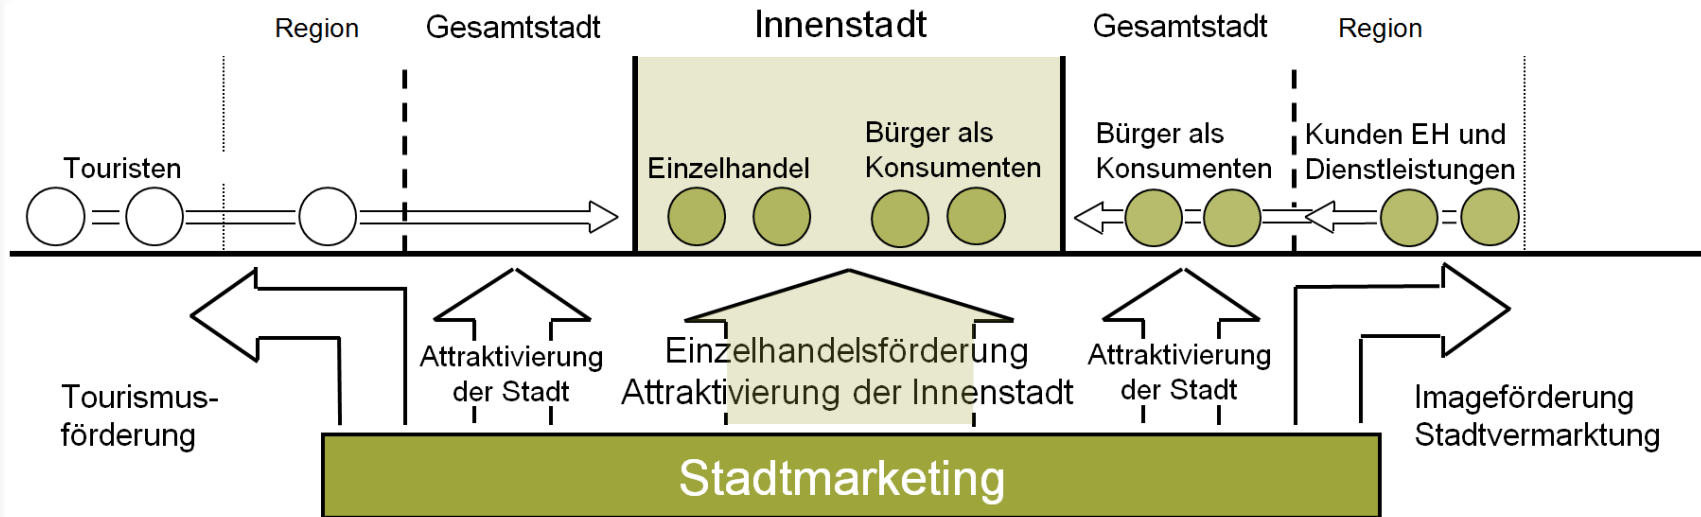 Region
Gesamtstadt
Innenstadt
Gesamtstadt
Region
Touristen
Einzelhandel
Bürger als
Konsumenten
Bürger als
Konsumenten
Kunden EH und
Dienstleistungen
Tourismus-
förderung
Attraktivierung
der Stadt
Einzelhandelsförderung
Attraktivierung der Innenstadt
Attraktivierung
der Stadt
Imageförderung
Stadtvermarktung
Stadtmarketing